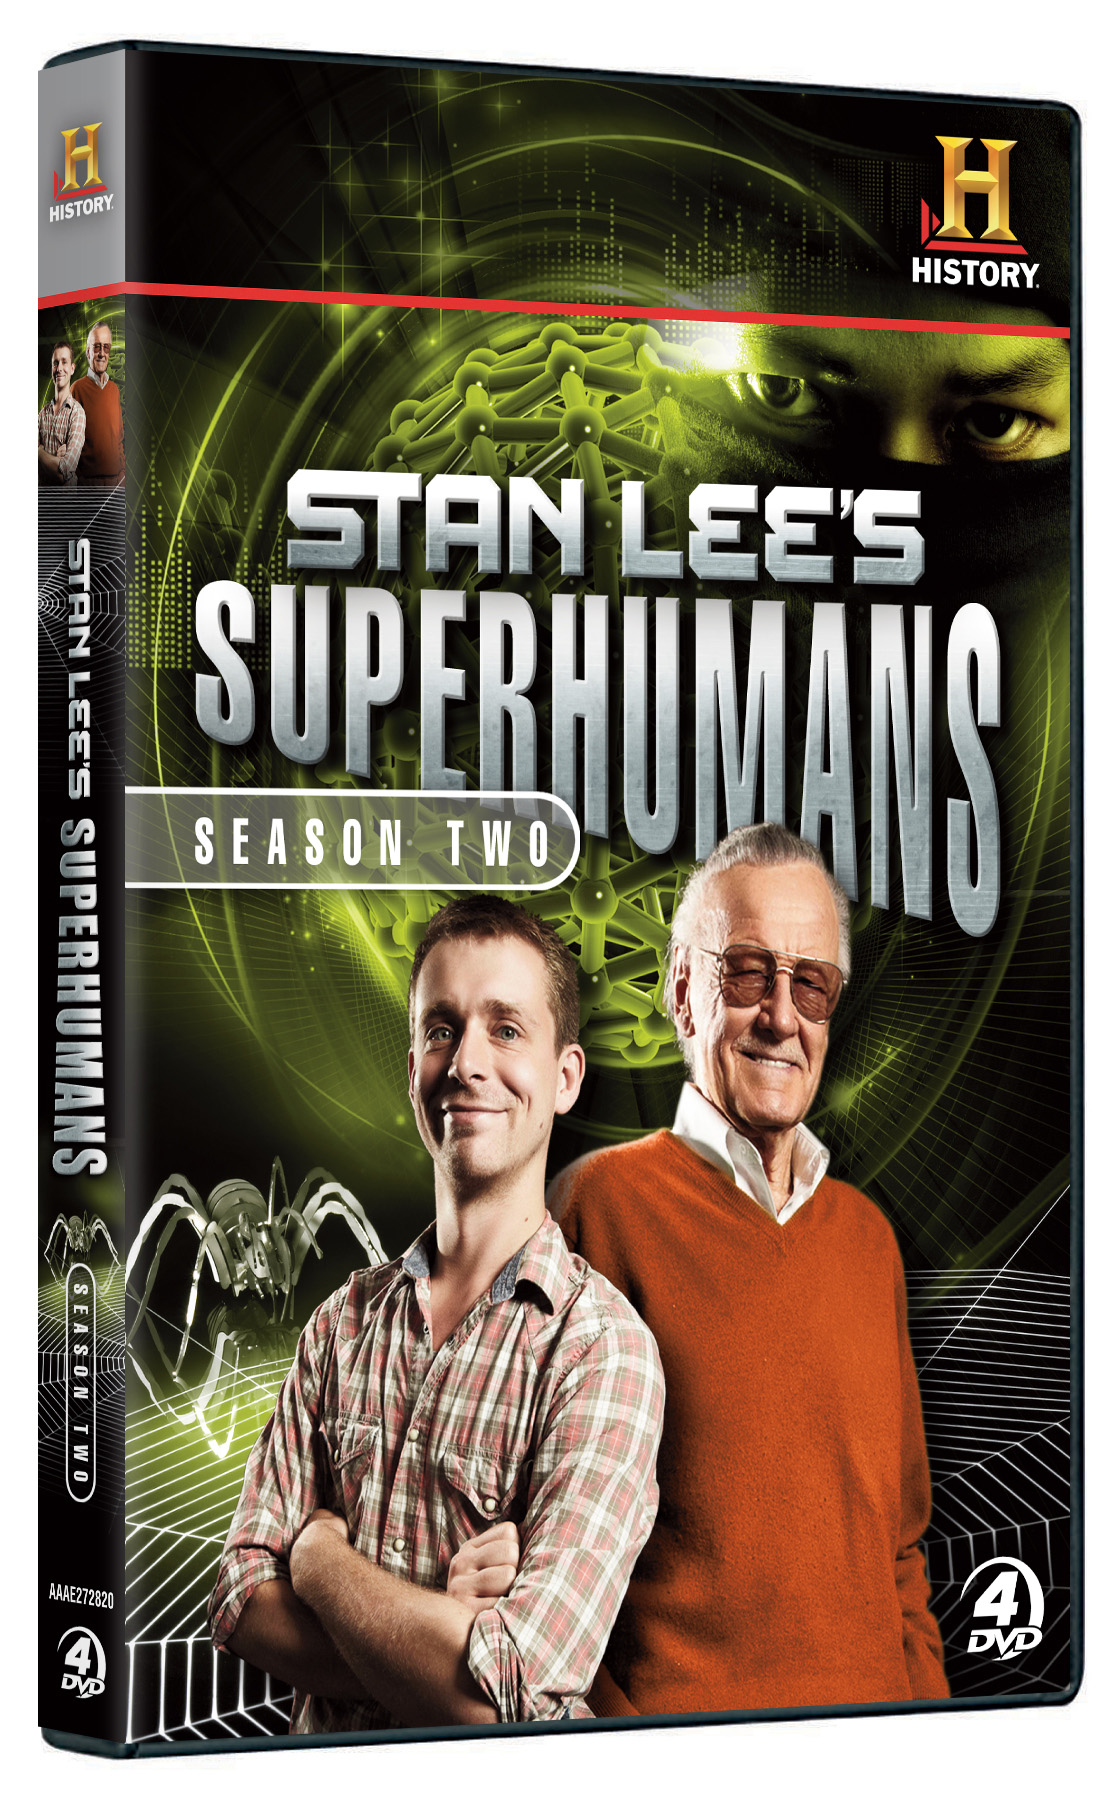 H
HISTORY
STAN LEE'S
SUPERHUMANS
SEASON TWO
4
DVD
H
HISTORY
STAN LEE'S SUPERHUMANS
SEASON TWO
AAAE272820
4
DVD